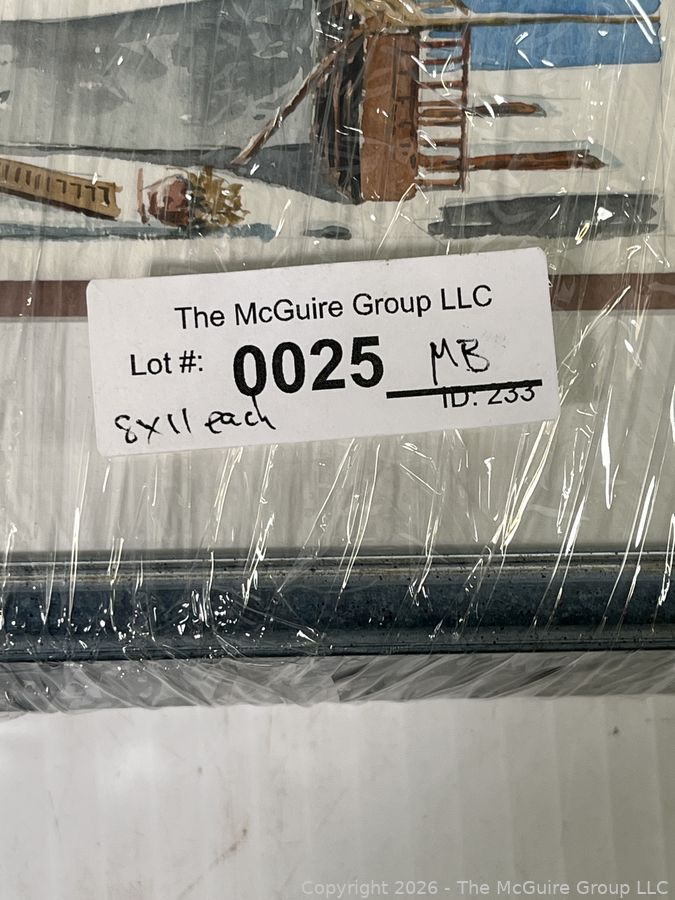 The McGuire Group LLC
Lot #: 0025 MB
ID: 233
8x11 each
Copyright 2026 - The McGuire Group LLC